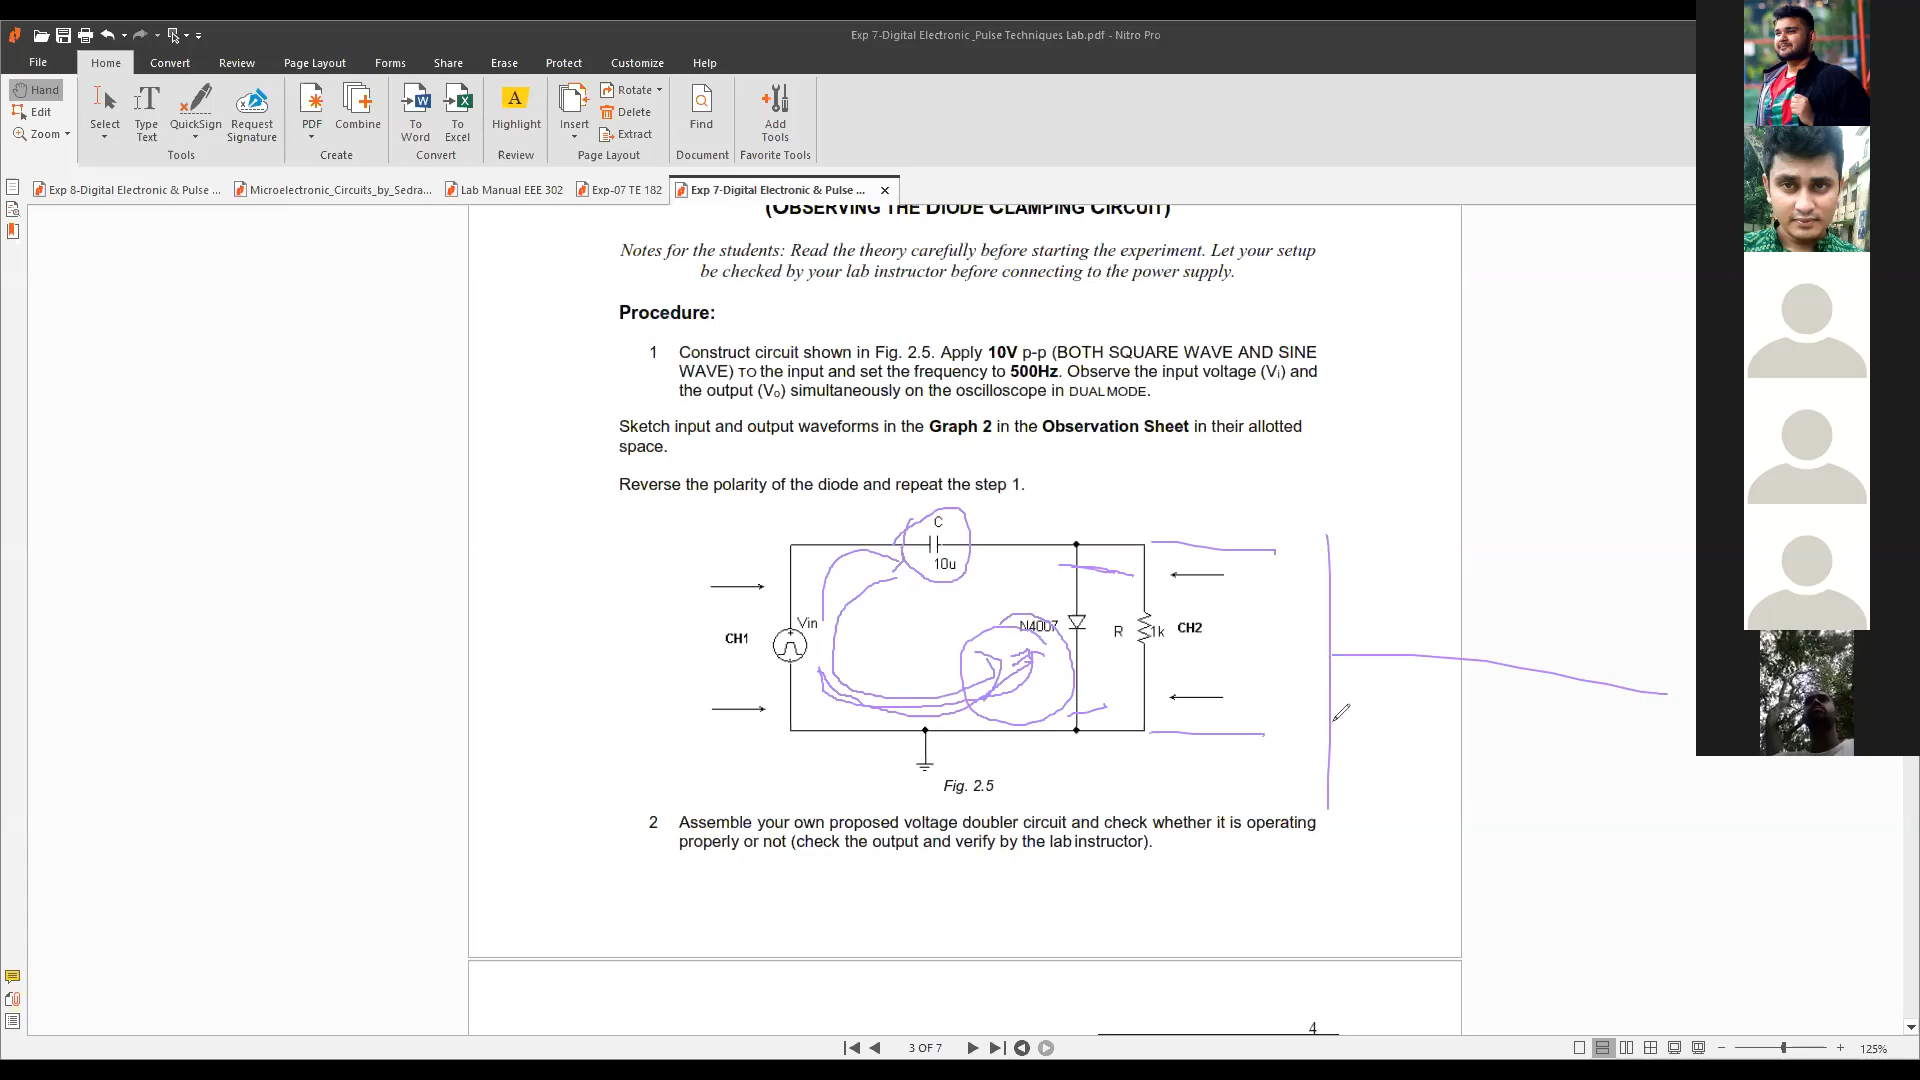 Exp 7-Digital Electronic _Pulse Techniques Lab.pdf - Nitro Pro
File
Home
Convert
Review
Page Layout
Forms
Share
Erase
Protect
Customize
Help
Hand
Edit
Zoom
Select
Type Text
QuickSign
Request Signature
Tools
PDF
Combine
Create
To Word
To Excel
Convert
Highlight
Review
Insert
Rotate
Delete
Extract
Page Layout
Find
Document
Add Tools
Favorite Tools
Exp 8-Digital Electronic & Pulse ...
Microelectronic_Circuits_by_Sedra...
Lab Manual EEE 302
Exp-07 TE 182
Exp 7-Digital Electronic & Pulse ...
(OBSERVING THE DIODE CLAMPING CIRCUIT)
Notes for the students: Read the theory carefully before starting the experiment. Let your setup
be checked by your lab instructor before connecting to the power supply.
Procedure:
1 Construct circuit shown in Fig. 2.5. Apply 10V p-p (BOTH SQUARE WAVE AND SINE
WAVE) TO the input and set the frequency to 500Hz. Observe the input voltage (Vi) and
the output (Vo) simultaneously on the oscilloscope in DUAL MODE.
Sketch input and output waveforms in the Graph 2 in the Observation Sheet in their allotted
space.
Reverse the polarity of the diode and repeat the step 1.
C
10u
Vin
CH1
N4007
R
1k
CH2
Fig. 2.5
2 Assemble your own proposed voltage doubler circuit and check whether it is operating
properly or not (check the output and verify by the lab instructor).
4
3 OF 7
125%